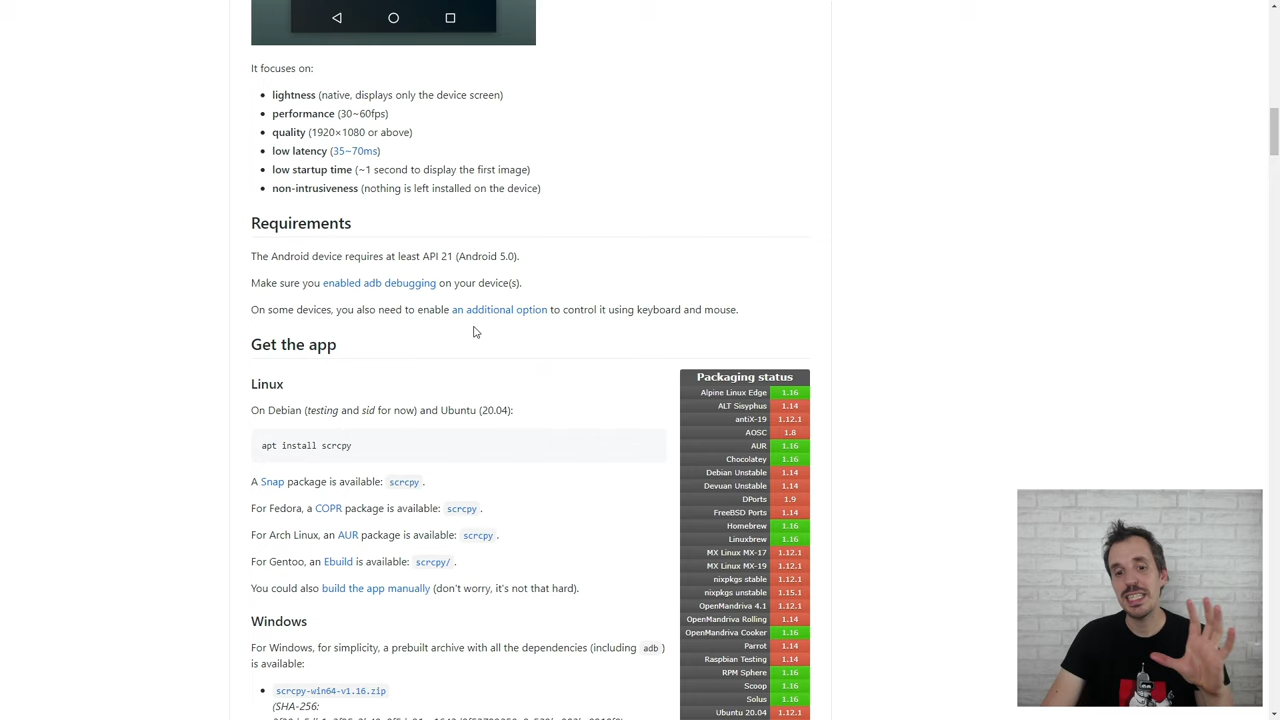 It focuses on:
• lightness (native, displays only the device screen)
• performance (30~60fps)
• quality (1920×1080 or above)
• low latency (35~70ms)
• low startup time (~1 second to display the first image)
• non-intrusiveness (nothing is left installed on the device)
Requirements
The Android device requires at least API 21 (Android 5.0).
Make sure you enabled adb debugging on your device(s).
On some devices, you also need to enable an additional option to control it using keyboard and mouse.
Get the app
Linux
On Debian (testing and sid for now) and Ubuntu (20.04):
apt install scrcpy
A Snap package is available: scrcpy.
For Fedora, a COPR package is available: scrcpy.
For Arch Linux, an AUR package is available: scrcpy.
For Gentoo, an Ebuild is available: scrcpy/.
You could also build the app manually (don't worry, it's not that hard).
Windows
For Windows, for simplicity, a prebuilt archive with all the dependencies (including adb)
is available:
• scrcpy-win64-v1.16.zip
(SHA-256:
Packaging status
Alpine Linux Edge 1.16
ALT Sisyphus 1.14
antiX-19 1.12.1
AOSC 1.8
AUR 1.16
Chocolatey 1.16
Debian Unstable 1.14
Devuan Unstable 1.14
DPorts 1.9
FreeBSD Ports 1.14
Homebrew 1.16
Linuxbrew 1.16
MX Linux MX-17 1.12.1
MX Linux MX-19 1.12.1
nixpkgs stable 1.12.1
nixpkgs unstable 1.15.1
OpenMandriva 4.1 1.12.1
OpenMandriva Rolling 1.14
OpenMandriva Cooker 1.16
Parrot 1.14
Raspbian Testing 1.14
RPM Sphere 1.16
Scoop 1.16
Solus 1.16
Ubuntu 20.04 1.12.1